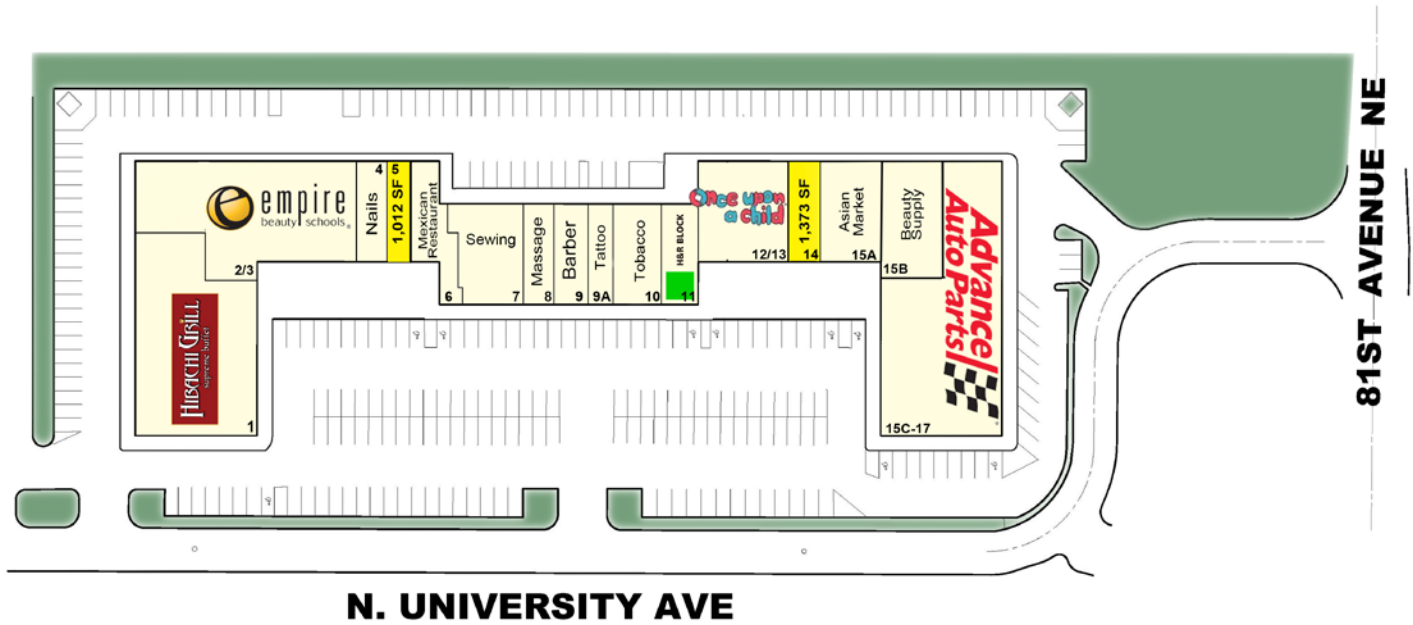 empire
beauty schools®
2/3
4
Nails
5
1,012 SF
Mexican
Restaurant
6
Sewing
7
Massage
8
Barber
9
Tattoo
9A
Tobacco
10
H&R BLOCK
11
Once upon
a child
12/13
1,373 SF
14
Asian
Market
15A
Beauty
Supply
15B
Advance
Auto Parts
15C-17
HIBACHI GRILL
supreme buffet
1
81ST AVENUE NE
N. UNIVERSITY AVE